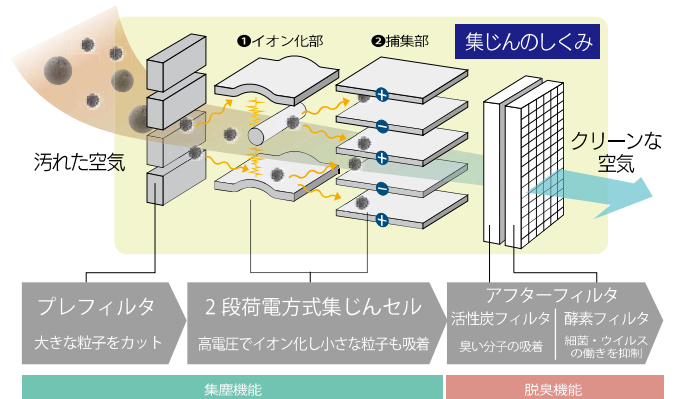 ❶イオン化部
❷捕集部
集じんのしくみ
汚れた空気
クリーンな
空気
+
−
+
−
+
プレフィルタ
大きな粒子をカット
2段荷電方式集じんセル
高電圧でイオン化し小さな粒子も吸着
アフターフィルタ
活性炭フィルタ
臭い分子の吸着
酵素フィルタ
細菌・ウイルス
の働きを抑制
集塵機能
脱臭機能